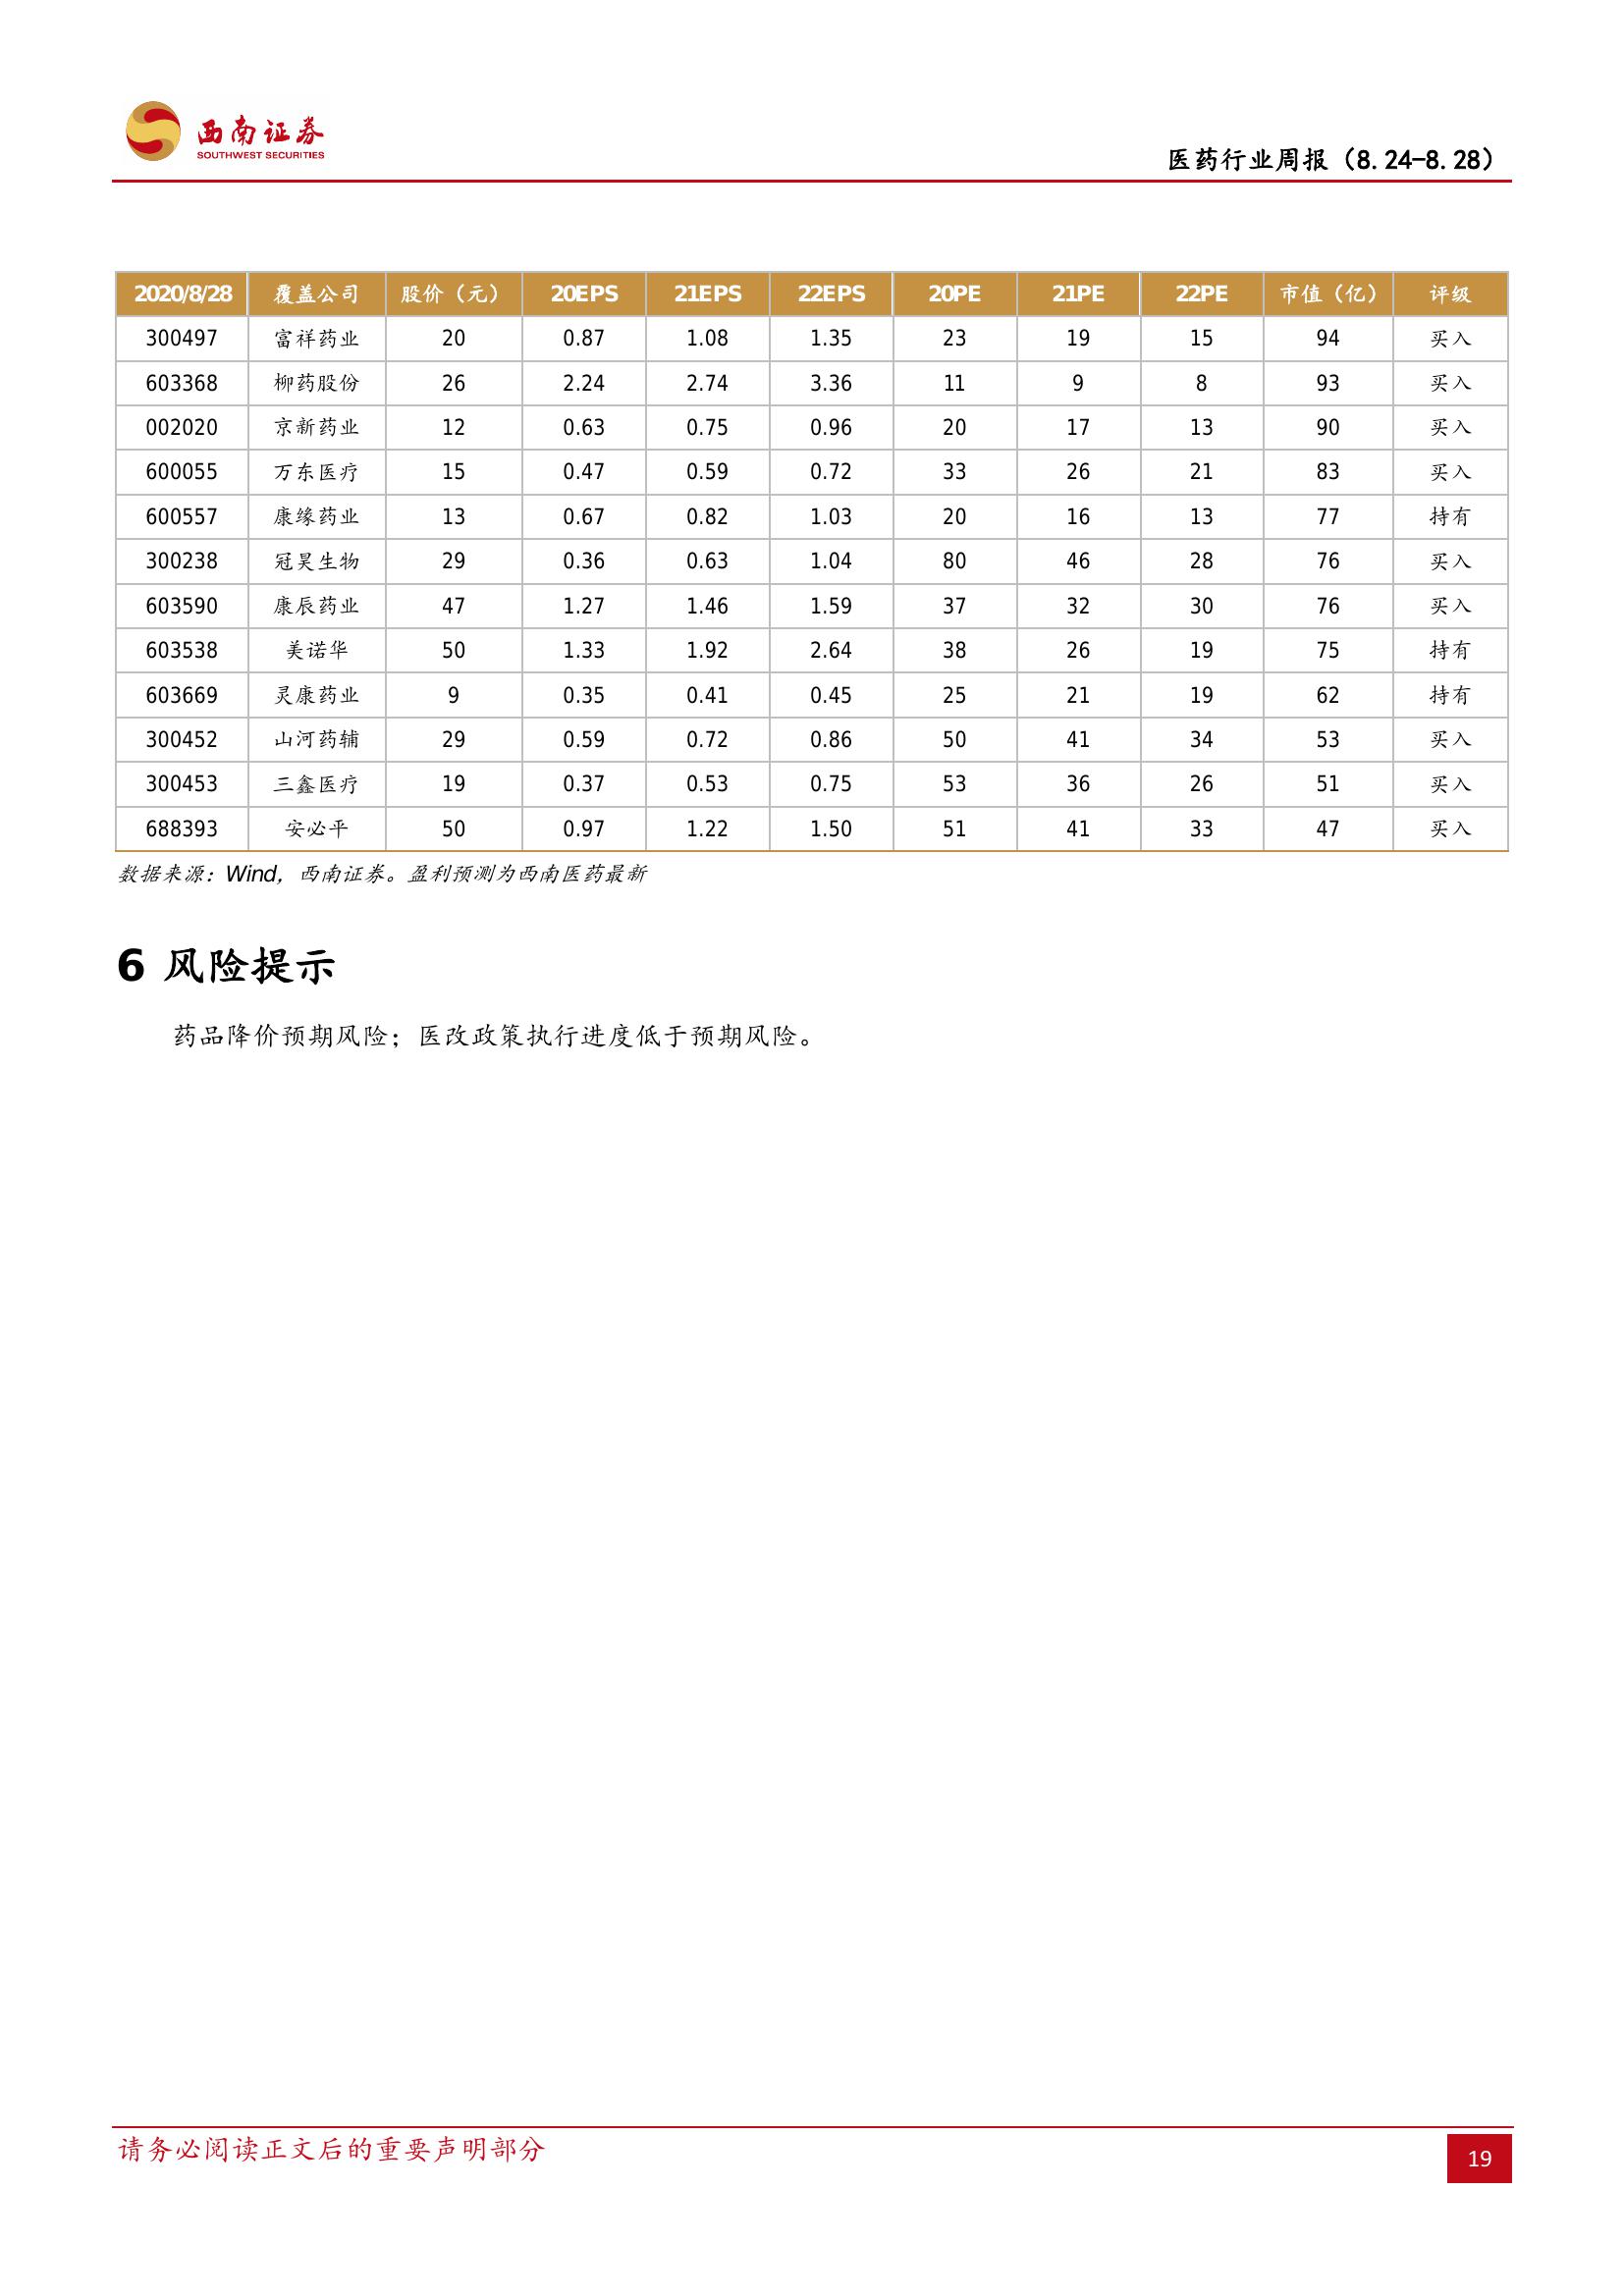 西南证券
SOUTHWEST SECURITIES
医药行业周报（8.24-8.28）
2020/8/28 覆盖公司 股价（元） 20EPS 21EPS 22EPS 20PE 21PE 22PE 市值（亿） 评级
300497 富祥药业 20 0.87 1.08 1.35 23 19 15 94 买入
603368 柳药股份 26 2.24 2.74 3.36 11 9 8 93 买入
002020 京新药业 12 0.63 0.75 0.96 20 17 13 90 买入
600055 万东医疗 15 0.47 0.59 0.72 33 26 21 83 买入
600557 康缘药业 13 0.67 0.82 1.03 20 16 13 77 持有
300238 冠昊生物 29 0.36 0.63 1.04 80 46 28 76 买入
603590 康辰药业 47 1.27 1.46 1.59 37 32 30 76 买入
603538 美诺华 50 1.33 1.92 2.64 38 26 19 75 持有
603669 灵康药业 9 0.35 0.41 0.45 25 21 19 62 持有
300452 山河药辅 29 0.59 0.72 0.86 50 41 34 53 买入
300453 三鑫医疗 19 0.37 0.53 0.75 53 36 26 51 买入
688393 安必平 50 0.97 1.22 1.50 51 41 33 47 买入
数据来源：Wind，西南证券。盈利预测为西南医药最新
6 风险提示
药品降价预期风险；医改政策执行进度低于预期风险。
请务必阅读正文后的重要声明部分
19